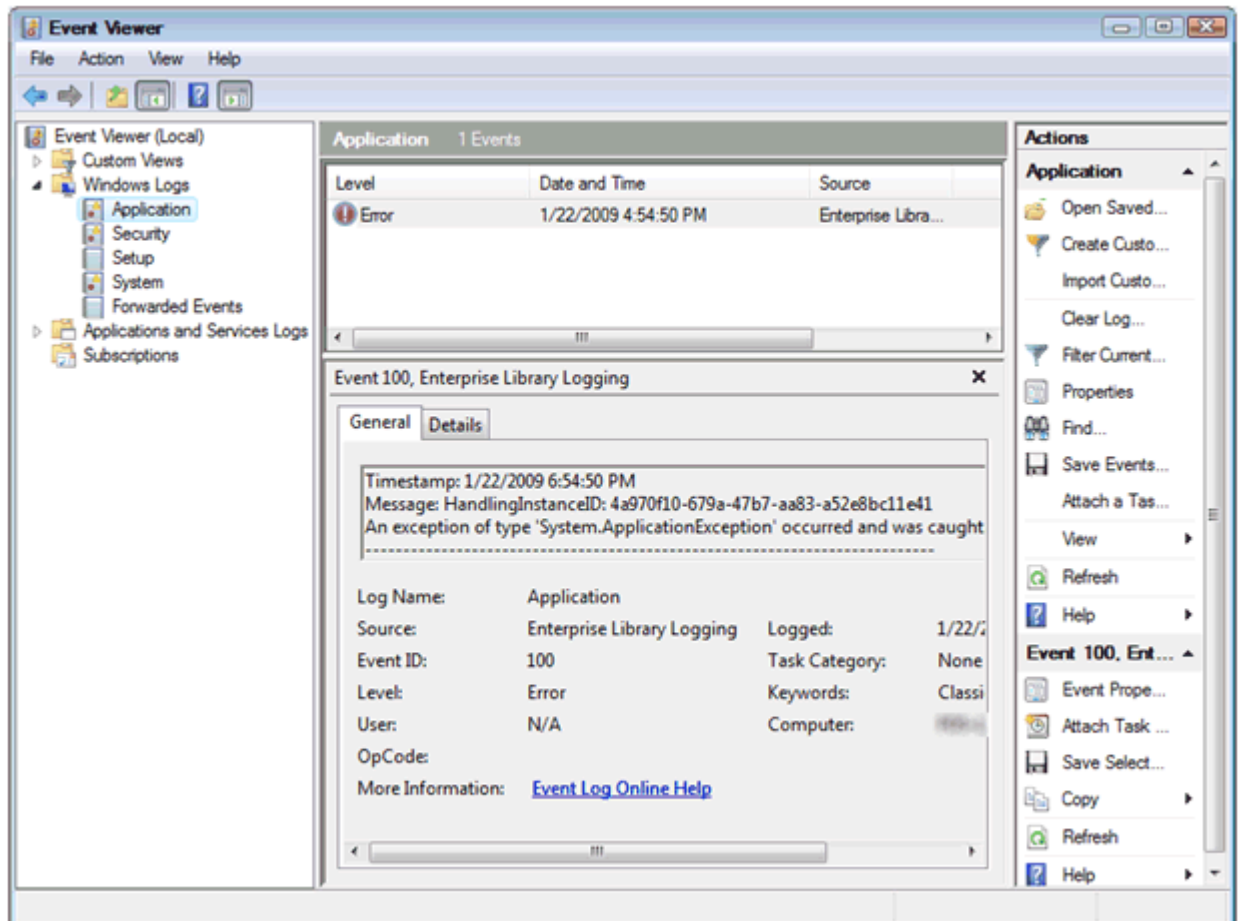 Event Viewer
File Action View Help
Event Viewer (Local)
Custom Views
Windows Logs
Application
Security
Setup
System
Forwarded Events
Applications and Services Logs
Subscriptions
Application 1 Events
Level Date and Time Source
Error 1/22/2009 4:54:50 PM Enterprise Libra...
Event 100, Enterprise Library Logging
General Details
Timestamp: 1/22/2009 6:54:50 PM
Message: HandlingInstanceID: 4a970f10-679a-47b7-aa83-a52e8bc11e41
An exception of type 'System.ApplicationException' occurred and was caught
--------------------------------------------------------------------------
Log Name: Application
Source: Enterprise Library Logging Logged: 1/22/2
Event ID: 100 Task Category: None
Level: Error Keywords: Classi
User: N/A Computer:
OpCode:
More Information: Event Log Online Help
Actions
Application
Open Saved...
Create Custo...
Import Custo...
Clear Log...
Filter Current...
Properties
Find...
Save Events...
Attach a Tas...
View
Refresh
Help
Event 100, Ent...
Event Prope...
Attach Task ...
Save Select...
Copy
Refresh
Help